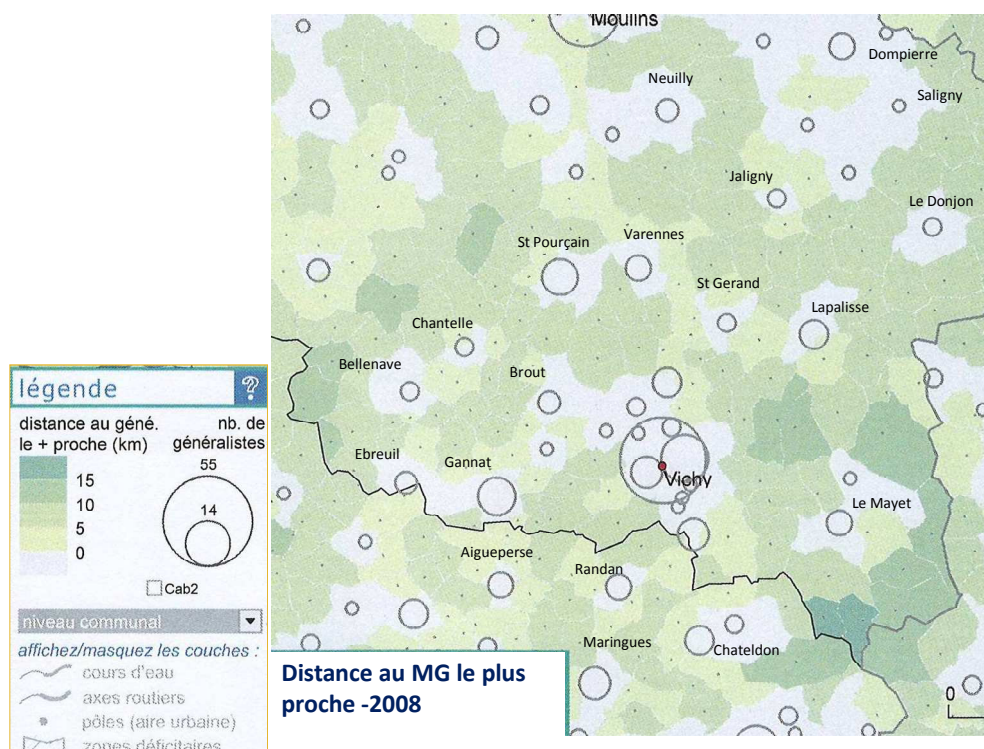 Moulins
Dompierre
Neuilly
Saligny
Jaligny
Le Donjon
St Pourçain
Varennes
St Gerand
Lapalisse
Chantelle
Bellenave
Brout
Ebreuil
Gannat
Vichy
Le Mayet
Aigueperse
Randan
Maringues
Chateldon
0
Distance au MG le plus
proche -2008
légende ?
distance au géné. nb. de
le + proche (km) généralistes
55
15
14
10
5
0
Cab2
niveau communal
affichez/masquez les couches :
cours d'eau
axes routiers
pôles (aire urbaine)
zones déficitaires